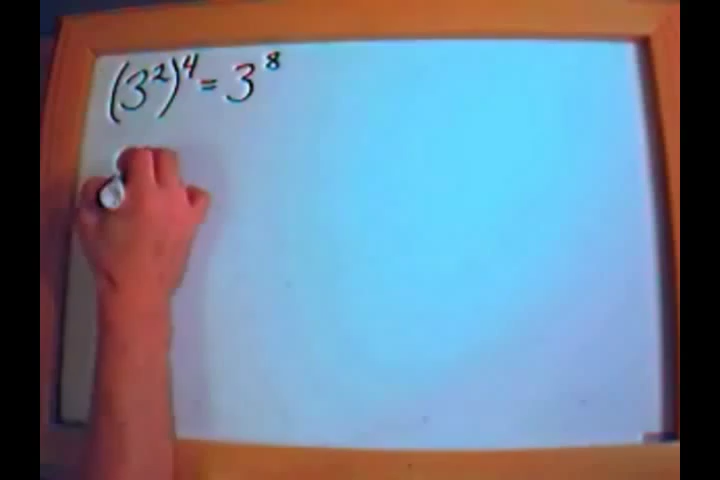 (3²)⁴ = 3⁸